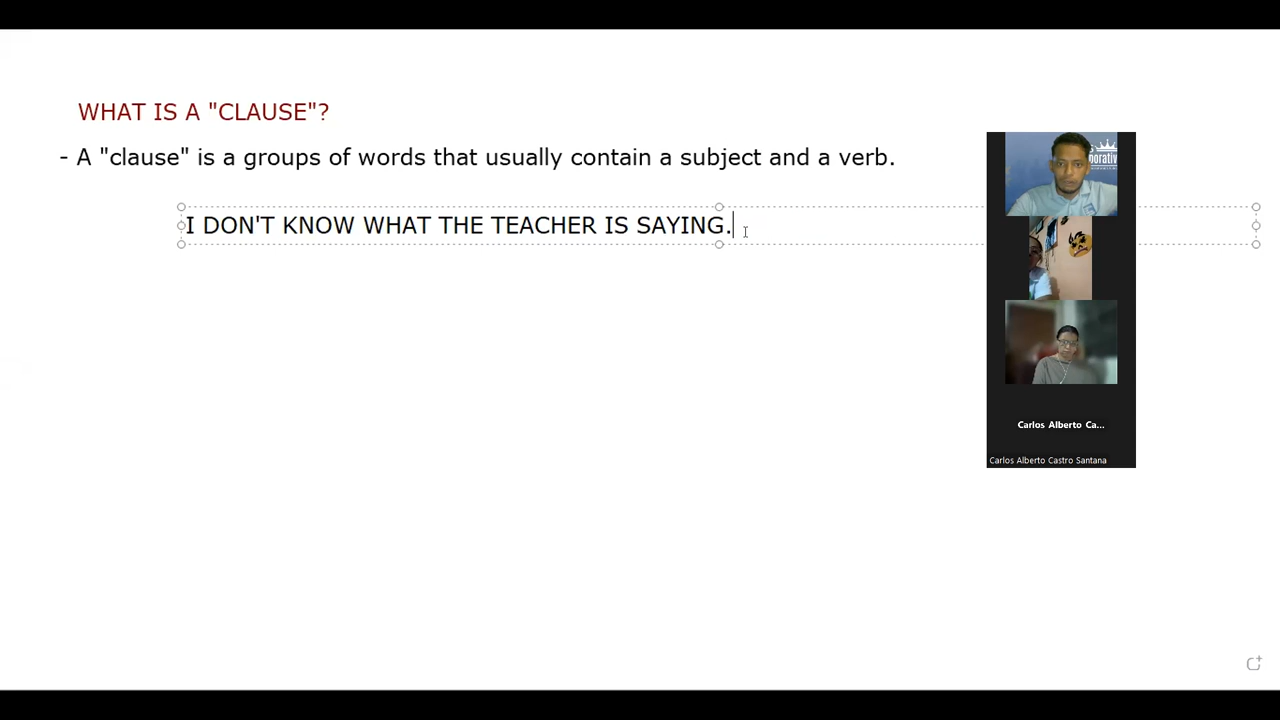 WHAT IS A "CLAUSE"?
- A "clause" is a groups of words that usually contain a subject and a verb.
I DON'T KNOW WHAT THE TEACHER IS SAYING.
Carlos Alberto Ca...
Carlos Alberto Castro Santana